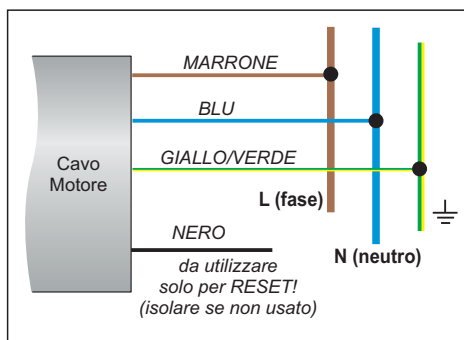 MARRONE
BLU
Cavo
Motore
GIALLO/VERDE
L (fase)
NERO
N (neutro)
da utilizzare
solo per RESET!
(isolare se non usato)